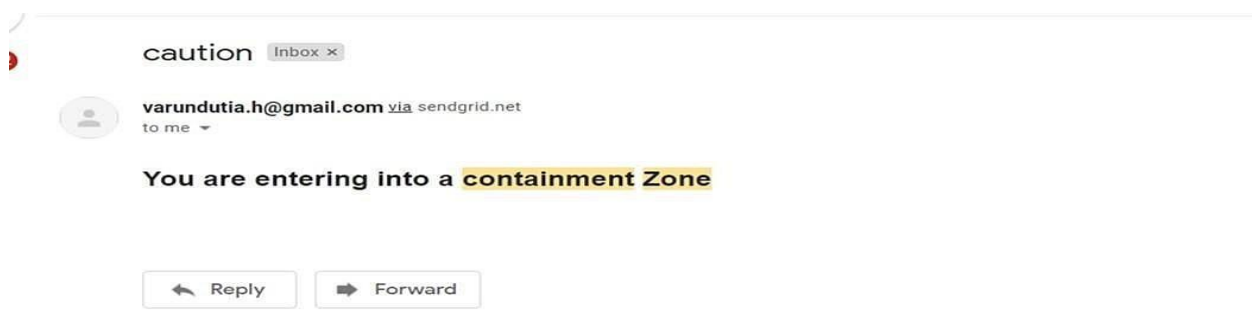 caution Inbox ×
varundutia.h@gmail.com via sendgrid.net
to me
You are entering into a containment Zone
Reply Forward